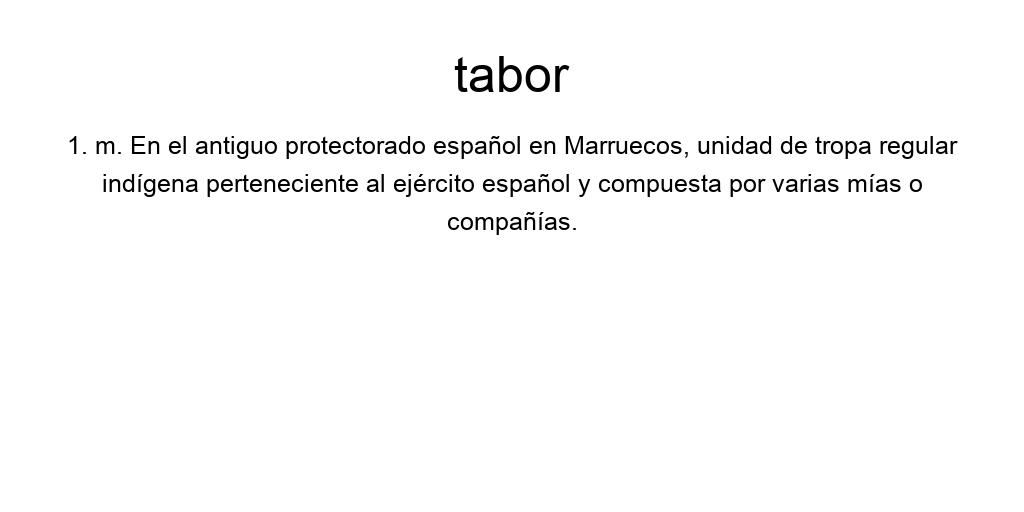 tabor
1. m. En el antiguo protectorado español en Marruecos, unidad de tropa regular
indígena perteneciente al ejército español y compuesta por varias mías o
compañías.